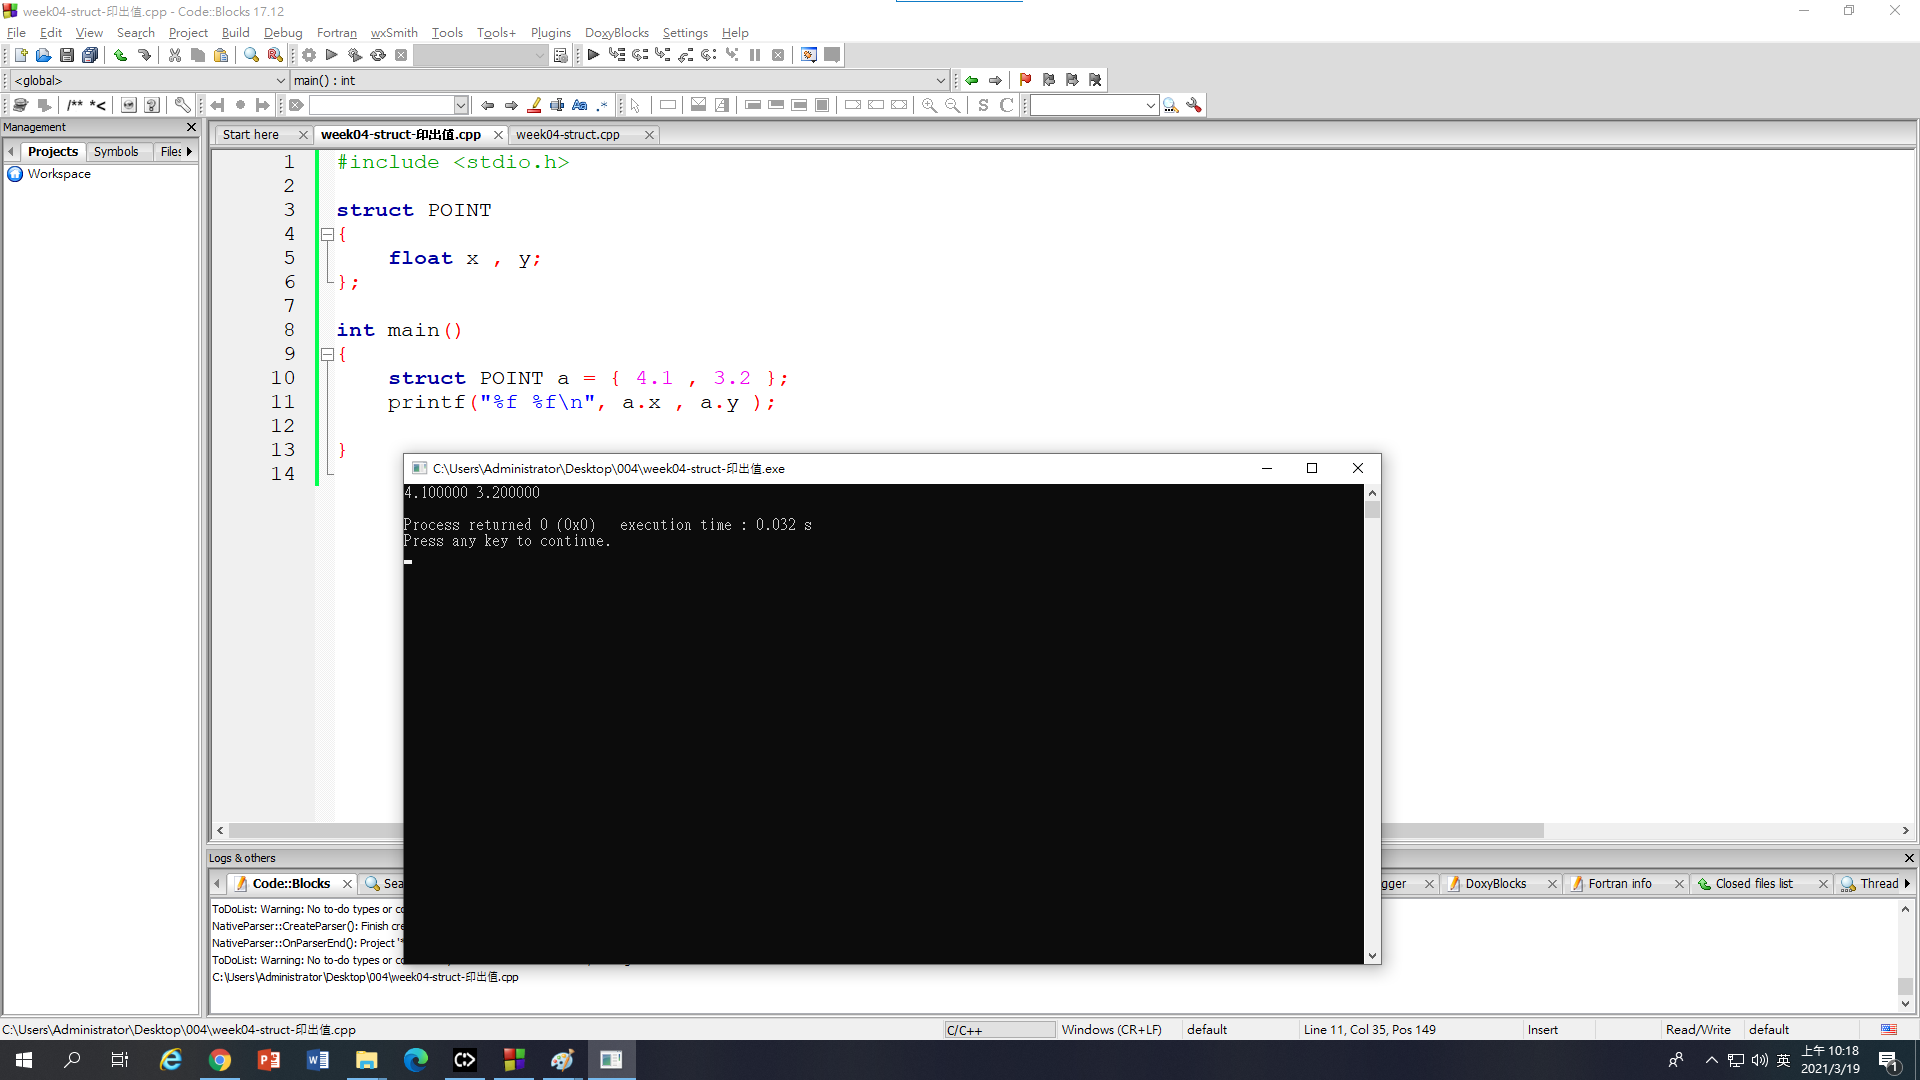 week04-struct-印出值.cpp - Code::Blocks 17.12
File Edit View Search Project Build Debug Fortran wxSmith Tools Tools+ Plugins DoxyBlocks Settings Help
<global> main() : int
/** *<
S C
Management
Projects Symbols Files
Workspace
Start here week04-struct-印出值.cpp week04-struct.cpp
1 #include <stdio.h>
2
3 struct POINT
4 {
5 float x , y;
6 };
7
8 int main()
9 {
10 struct POINT a = { 4.1 , 3.2 };
11 printf("%f %f\n", a.x , a.y );
12
13 }
14
C:\Users\Administrator\Desktop\004\week04-struct-印出值.exe
4.100000 3.200000
Process returned 0 (0x0) execution time : 0.032 s
Press any key to continue.
Logs & others
Code::Blocks Sea gger DoxyBlocks Fortran info Closed files list Thread
ToDoList: Warning: No to-do types or co
NativeParser::CreateParser(): Finish cre
NativeParser::OnParserEnd(): Project '*
ToDoList: Warning: No to-do types or co
C:\Users\Administrator\Desktop\004\week04-struct-印出值.cpp
C:\Users\Administrator\Desktop\004\week04-struct-印出值.cpp C/C++ Windows (CR+LF) default Line 11, Col 35, Pos 149 Insert Read/Write default
英 上午 10:18
2021/3/19
1